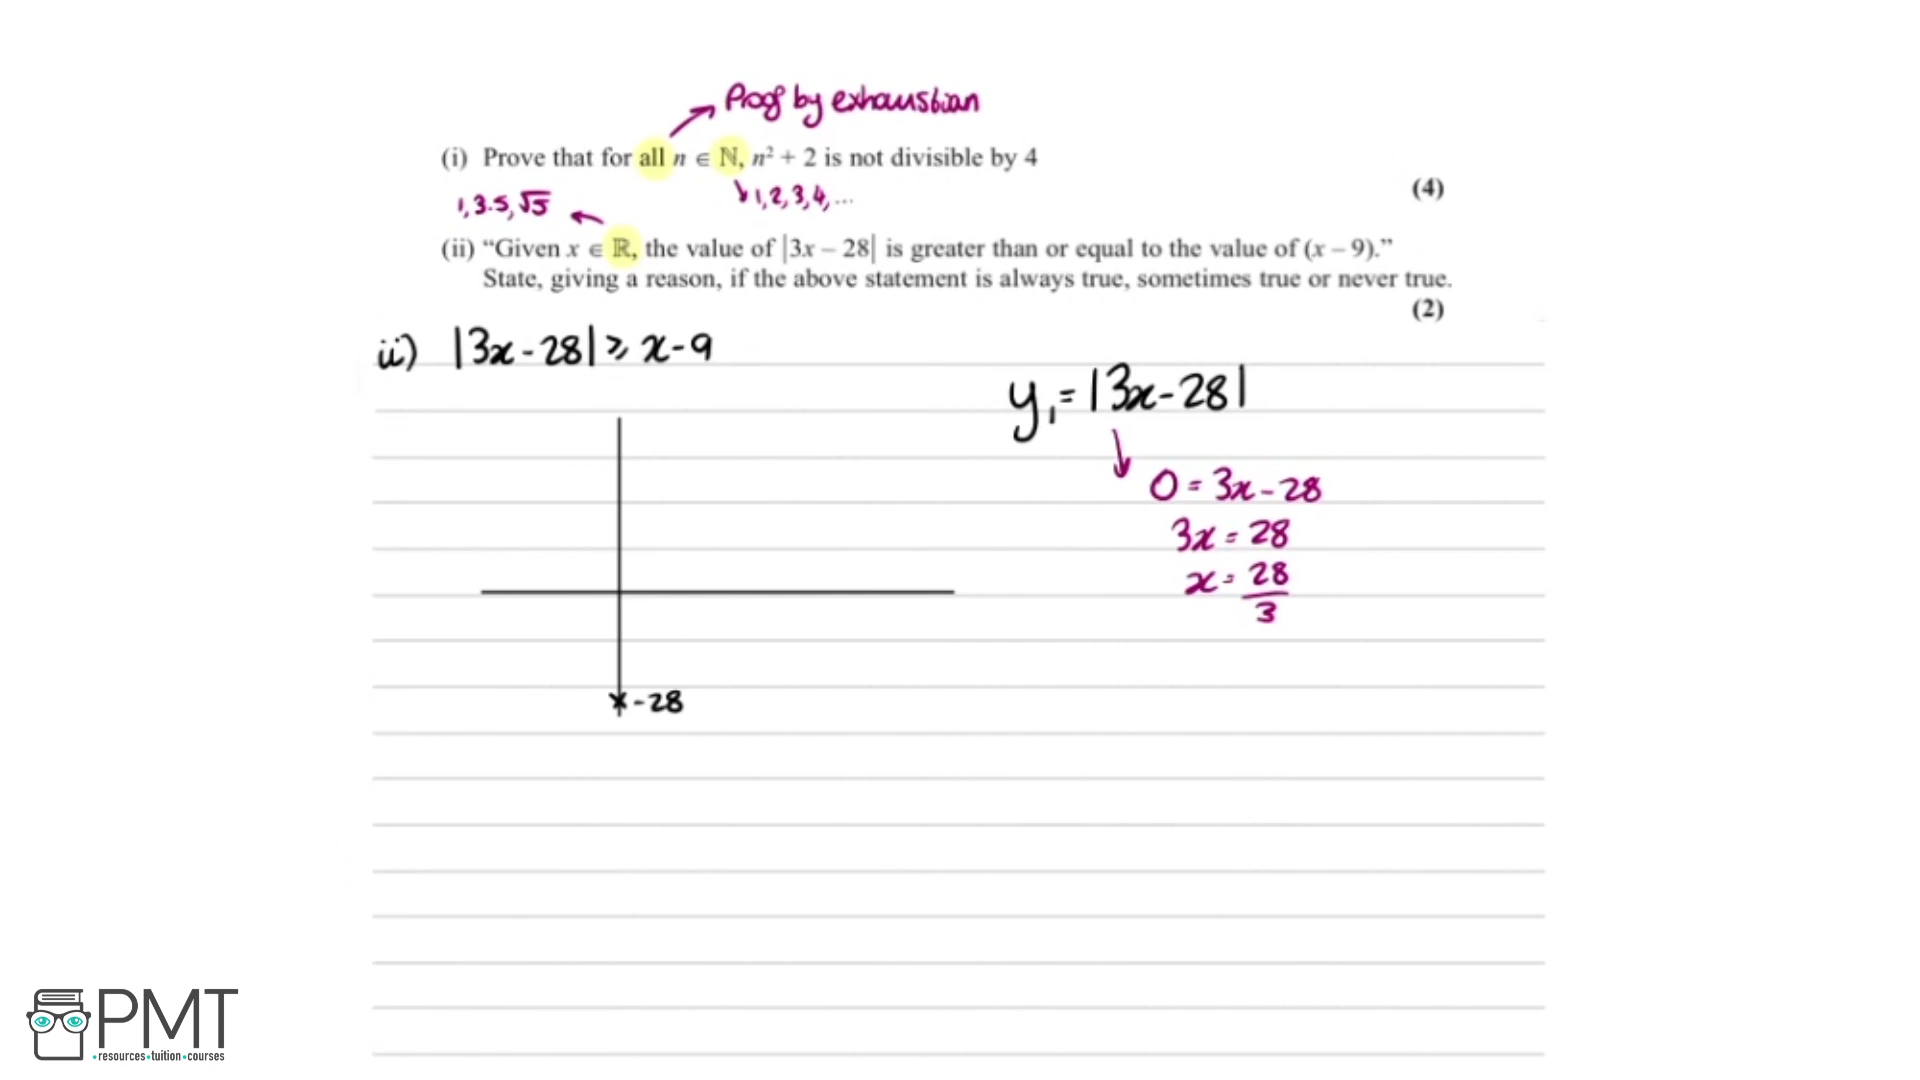 Proof by exhaustion
(i) Prove that for all n ∈ ℕ, n² + 2 is not divisible by 4
1, 3.5, √5
1, 2, 3, 4, ...
(4)
(ii) “Given x ∈ ℝ, the value of |3x – 28| is greater than or equal to the value of (x – 9).”
State, giving a reason, if the above statement is always true, sometimes true or never true.
(2)
ii) |3x - 28| ⩾ x - 9
y₁ = |3x - 28|
0 = 3x - 28
3x = 28
x = 28/3
-28
PMT
•resources•tuition•courses